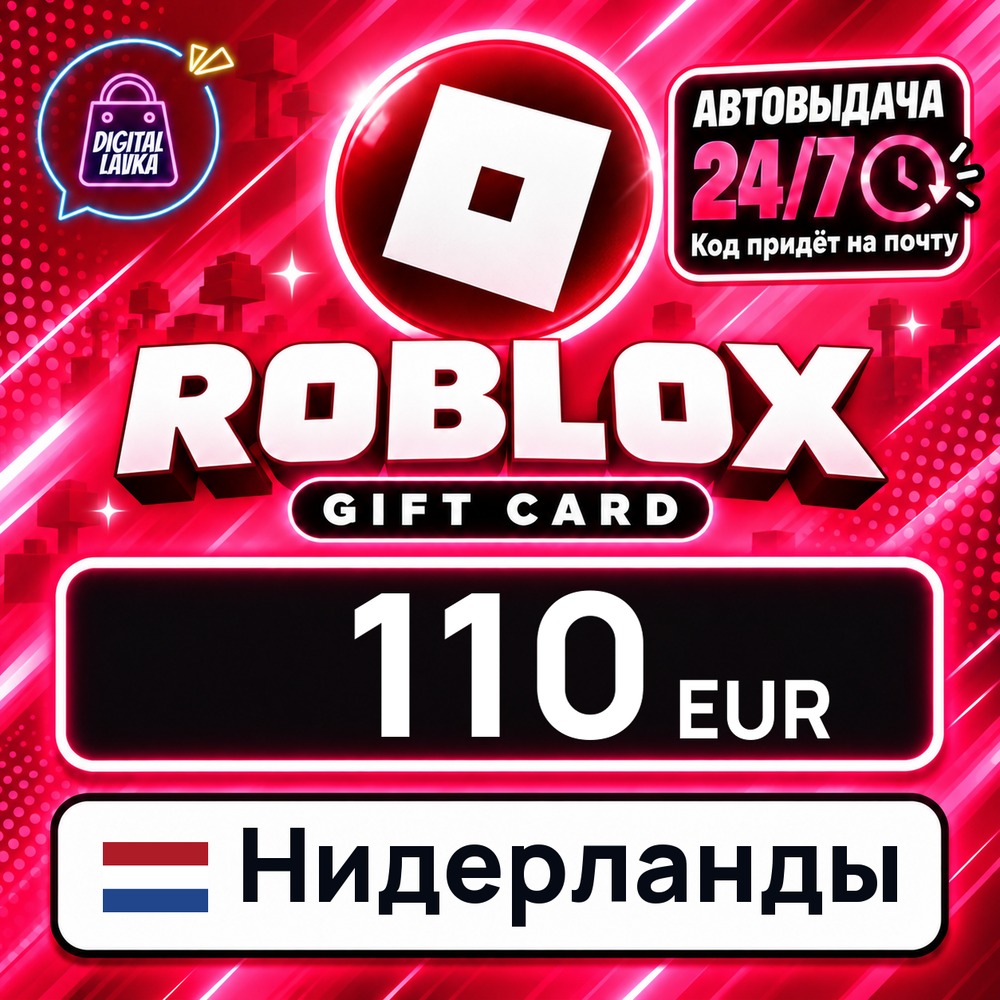 DIGITAL
LAVKA
АВТОВЫДАЧА
24/7
Код придёт на почту
ROBLOX
GIFT CARD
110 EUR
Нидерланды